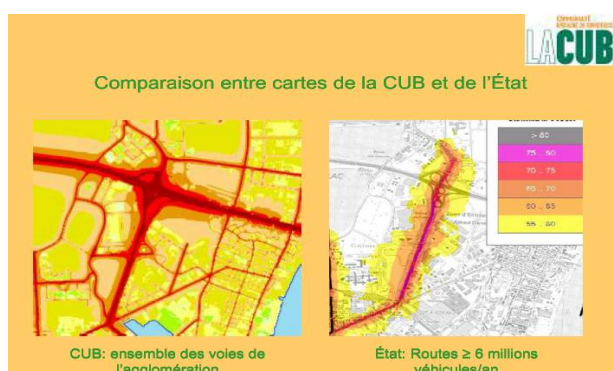 LACUB
Comparaison entre cartes de la CUB et de l'État
> 80
75 .. 80
70 .. 75
65 .. 70
60 .. 65
55 .. 60
CUB: ensemble des voies de
l'agglomération
État: Routes ≥ 6 millions
véhicules/an